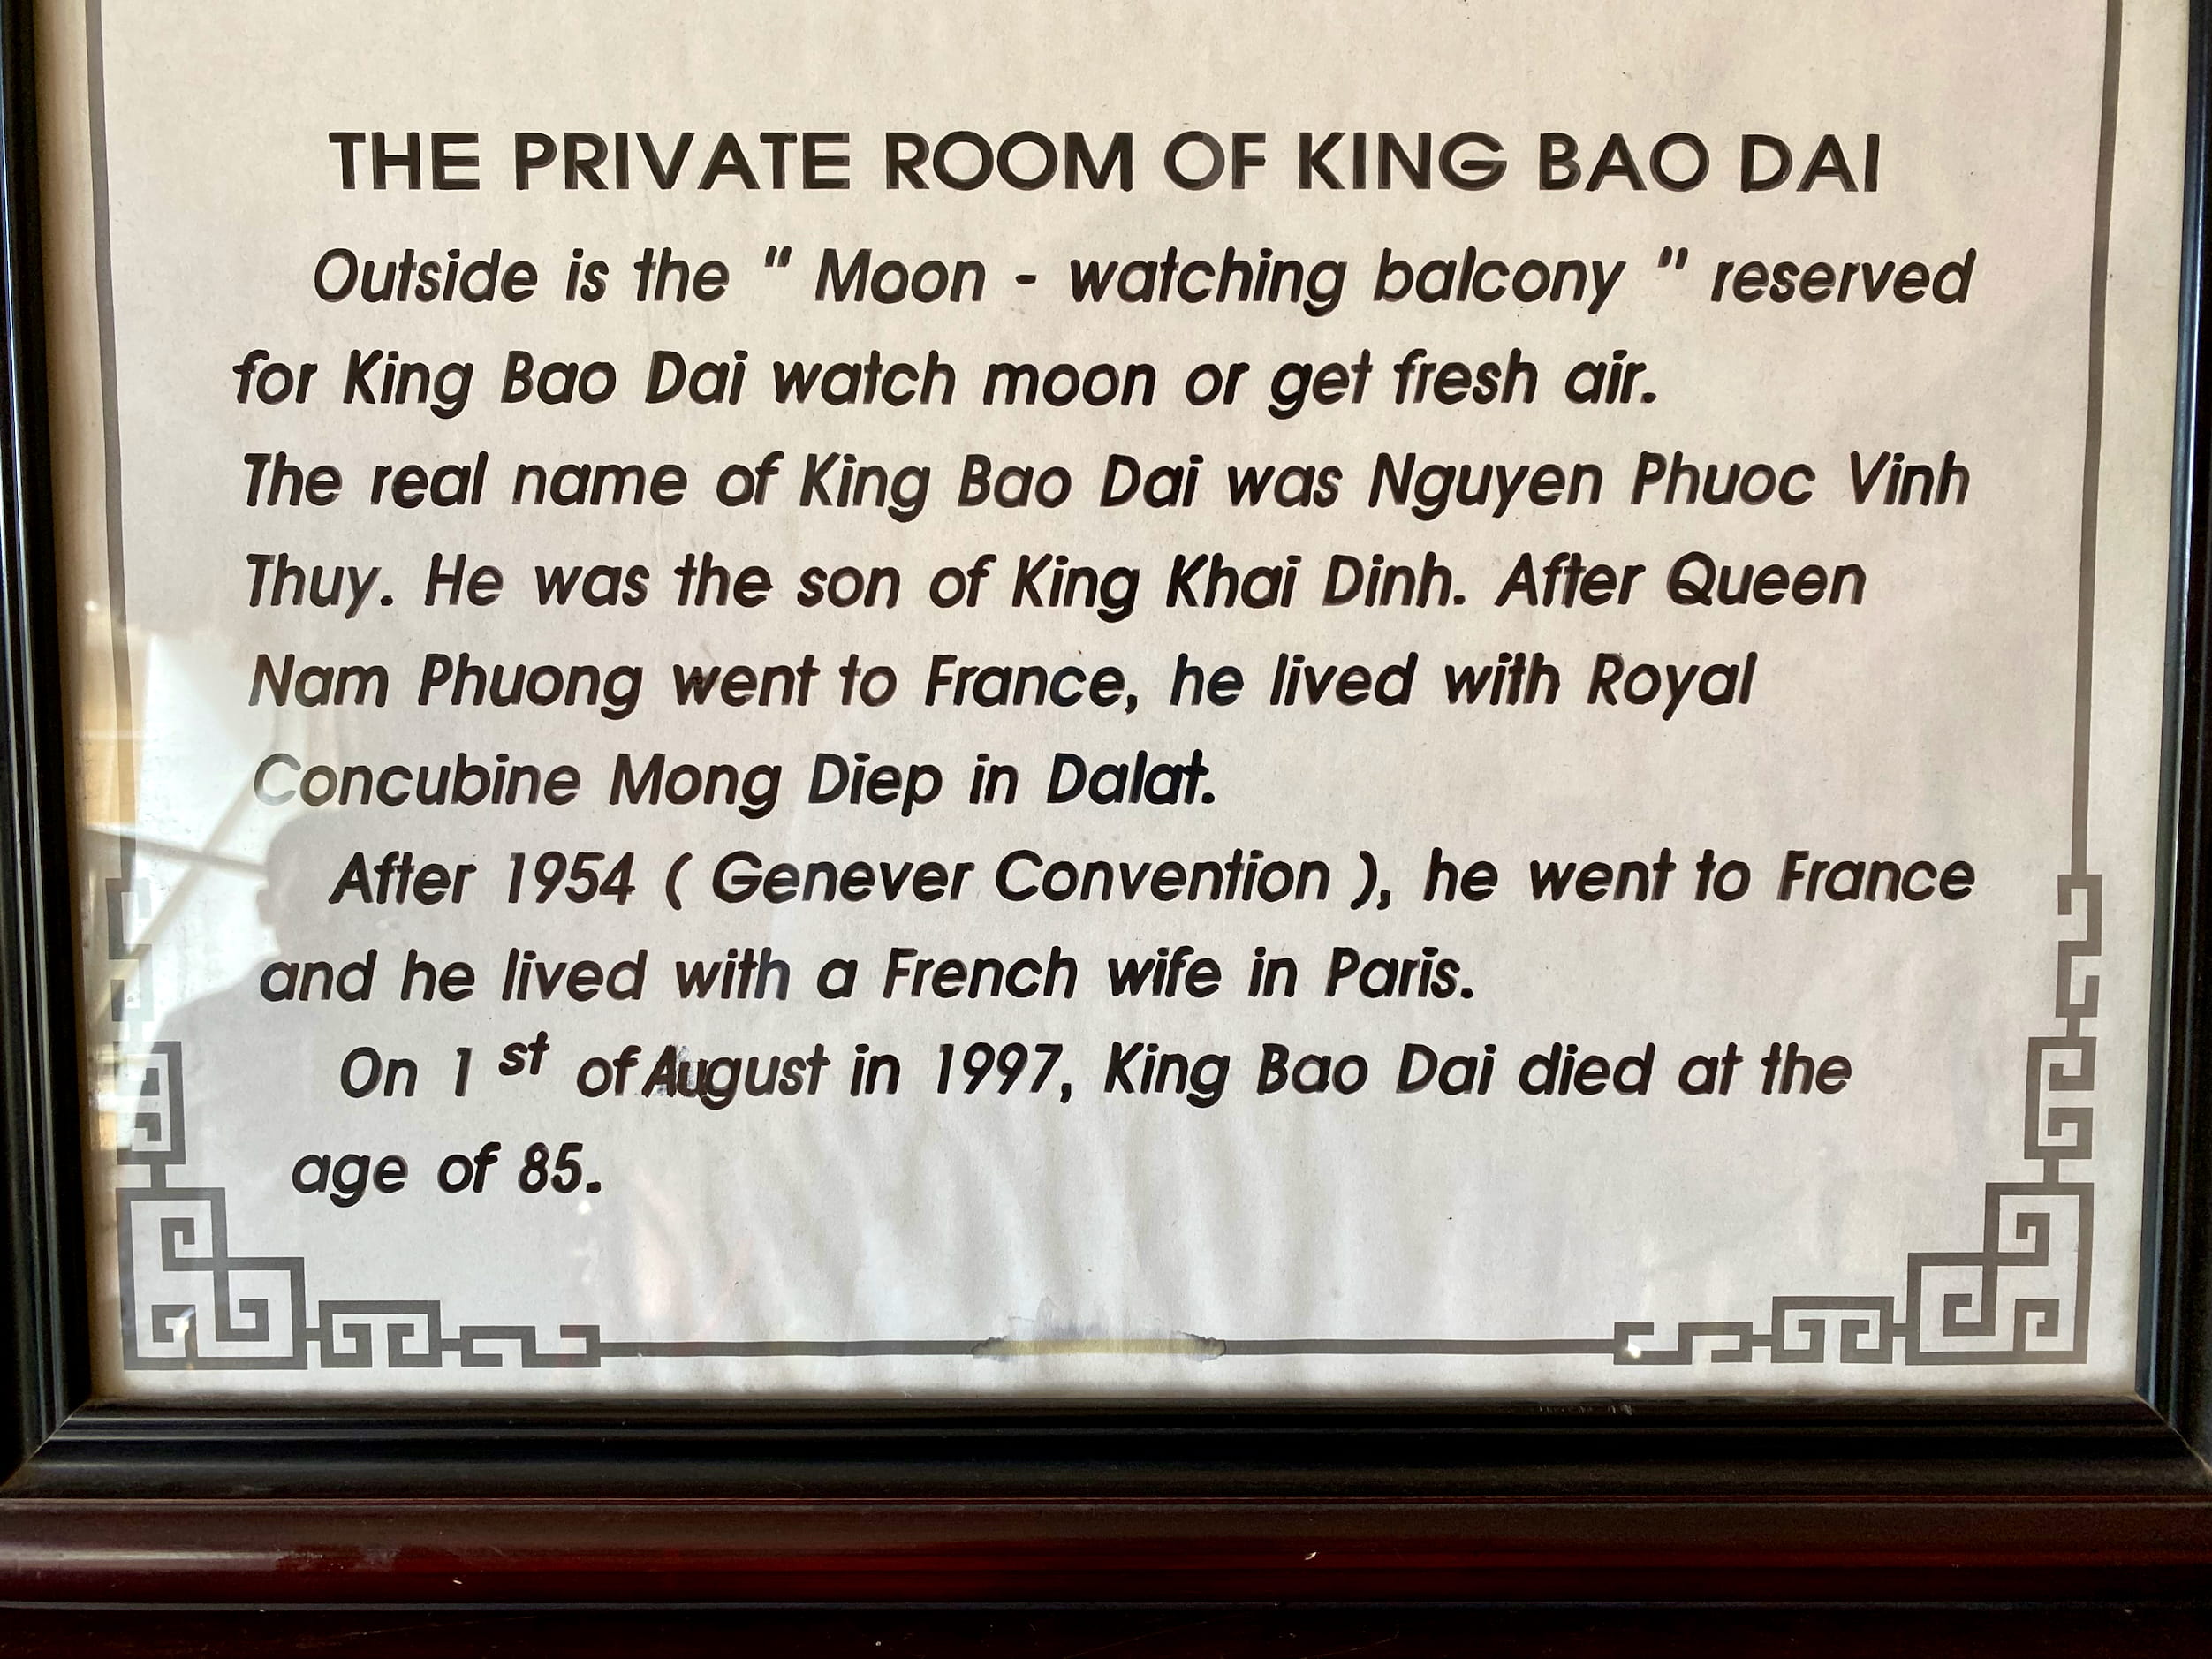 THE PRIVATE ROOM OF KING BAO DAI
Outside is the " Moon - watching balcony " reserved
for King Bao Dai watch moon or get fresh air.
The real name of King Bao Dai was Nguyen Phuoc Vinh
Thuy. He was the son of King Khai Dinh. After Queen
Nam Phuong went to France, he lived with Royal
Concubine Mong Diep in Dalat.
After 1954 ( Genever Convention ), he went to France
and he lived with a French wife in Paris.
On 1 st of August in 1997, King Bao Dai died at the
age of 85.